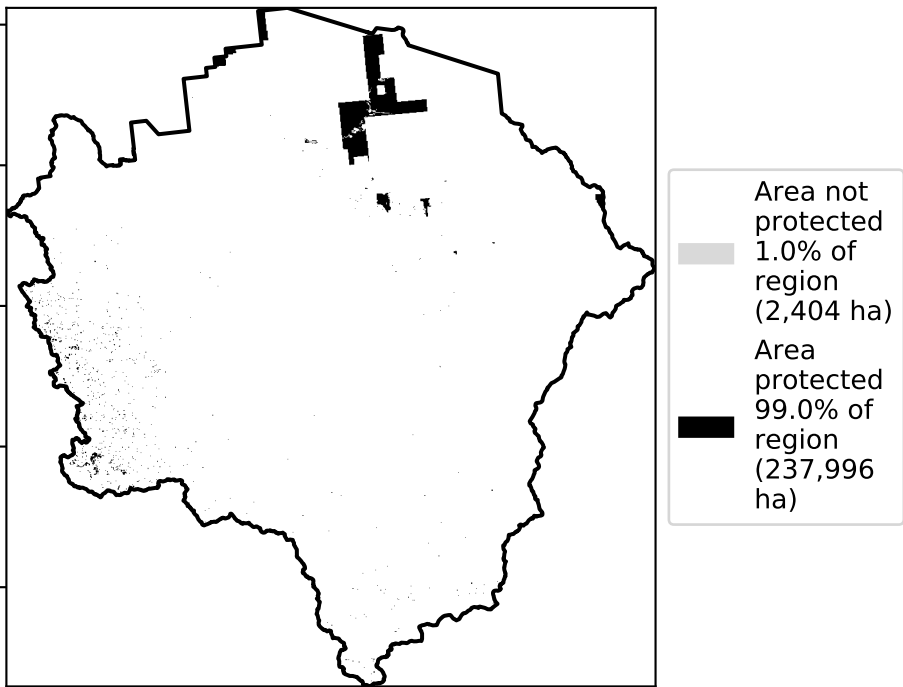 Area not
protected
1.0% of
region
(2,404 ha)
Area
protected
99.0% of
region
(237,996
ha)